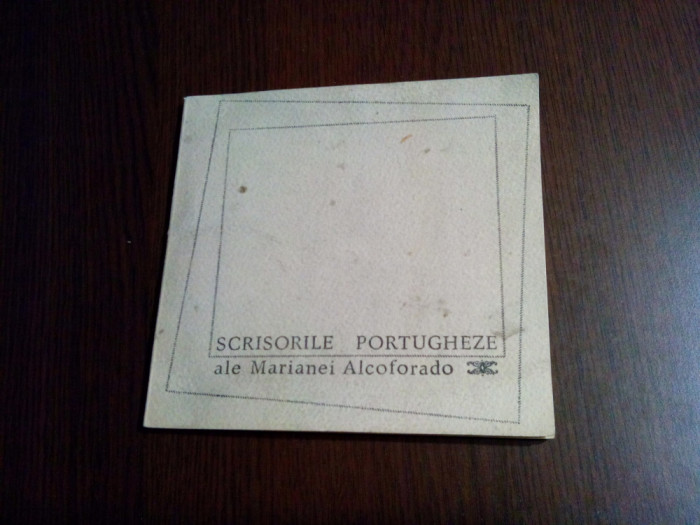 SCRISORILE PORTUGHEZE
ale Marianei Alcoforado